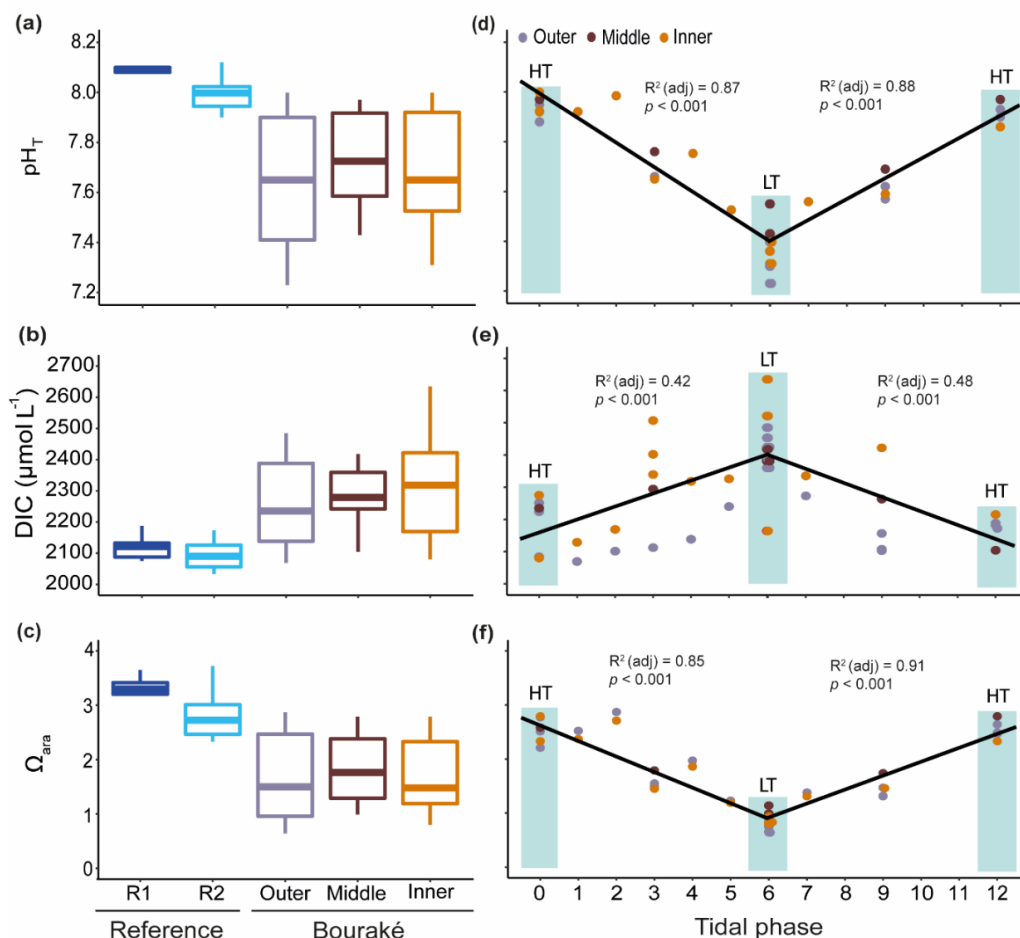 (a)
8.2
8.0
7.8
7.6
7.4
7.2
pH_T
(d)
Outer Middle Inner
HT
R² (adj) = 0.87
p < 0.001
R² (adj) = 0.88
p < 0.001
HT
LT
(b)
2700
2600
2500
2400
2300
2200
2100
2000
DIC (µmol L⁻¹)
(e)
R² (adj) = 0.42
p < 0.001
LT
R² (adj) = 0.48
p < 0.001
HT
HT
(c)
4
3
2
1
0
Ω_ara
R1 R2 Outer Middle Inner
Reference Bouraké
(f)
R² (adj) = 0.85
p < 0.001
R² (adj) = 0.91
p < 0.001
HT
HT
LT
0 1 2 3 4 5 6 7 8 9 10 11 12
Tidal phase